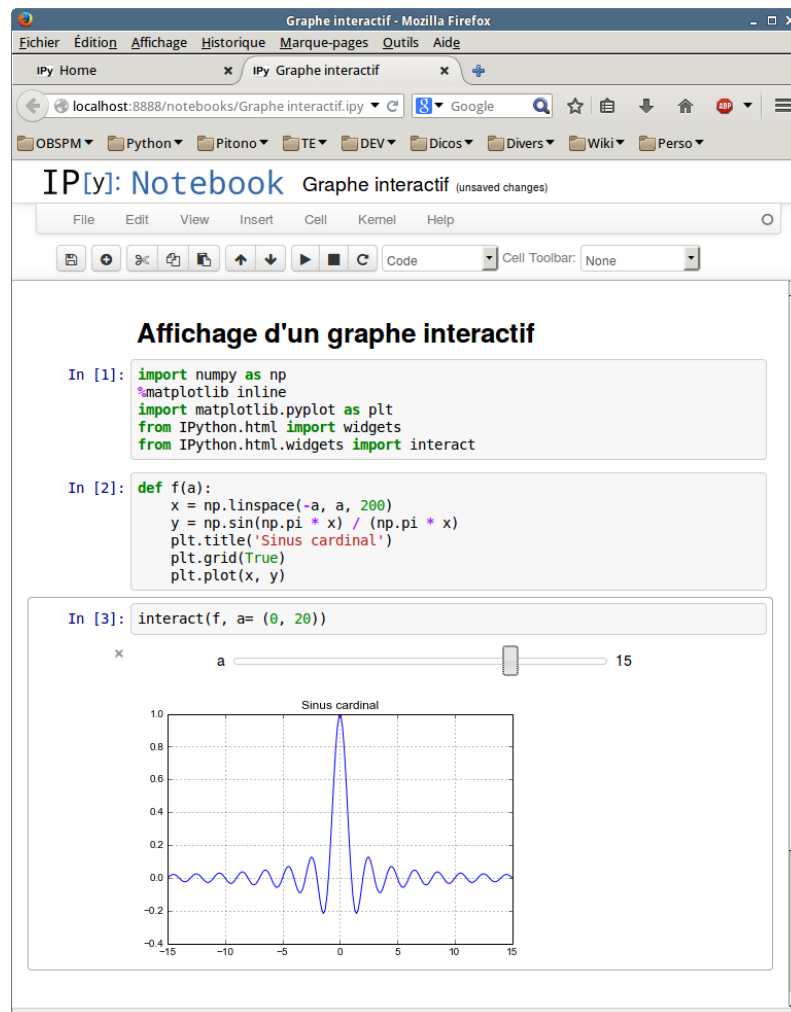 Graphe interactif - Mozilla Firefox
Fichier Édition Affichage Historique Marque-pages Outils Aide
IPy Home × IPy Graphe interactif ×
localhost:8888/notebooks/Graphe interactif.ipy Google ABP
OBSPM Python Pitono TE DEV Dicos Divers Wiki Perso
IP[y]: Notebook Graphe interactif (unsaved changes)
File Edit View Insert Cell Kernel Help
Code Cell Toolbar: None
Affichage d'un graphe interactif
In [1]: import numpy as np
%matplotlib inline
import matplotlib.pyplot as plt
from IPython.html import widgets
from IPython.html.widgets import interact
In [2]: def f(a):
x = np.linspace(-a, a, 200)
y = np.sin(np.pi * x) / (np.pi * x)
plt.title('Sinus cardinal')
plt.grid(True)
plt.plot(x, y)
In [3]: interact(f, a= (0, 20))
× a 15
Sinus cardinal
1.0
0.8
0.6
0.4
0.2
0.0
−0.2
−0.4
−15 −10 −5 0 5 10 15